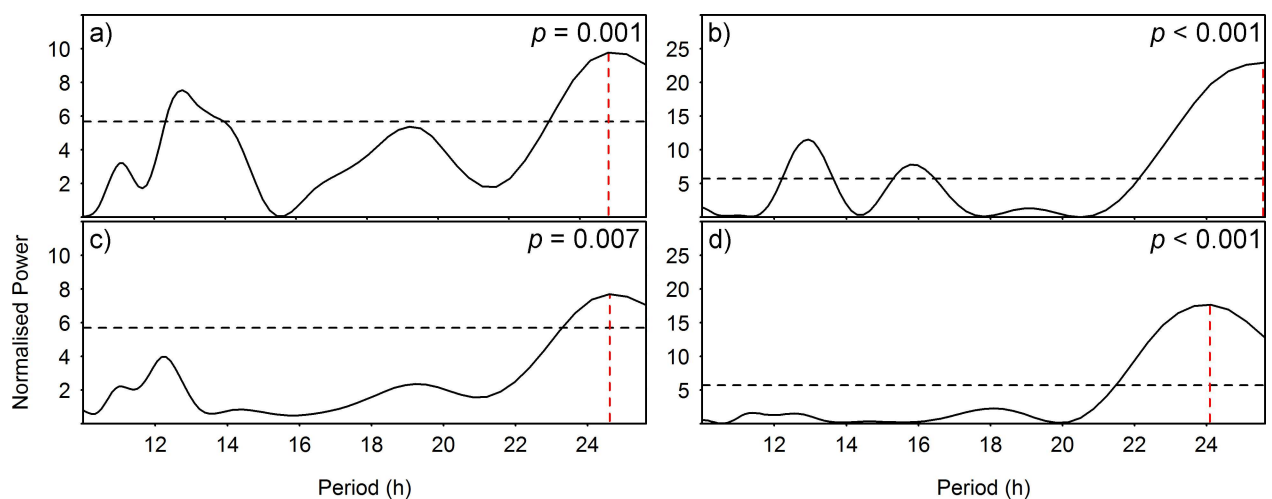 a) p = 0.001
10
8
6
4
2
b) p < 0.001
25
20
15
10
5
c) p = 0.007
10
8
6
4
2
12 14 16 18 20 22 24
d) p < 0.001
25
20
15
10
5
12 14 16 18 20 22 24
Normalised Power
Period (h)
Period (h)